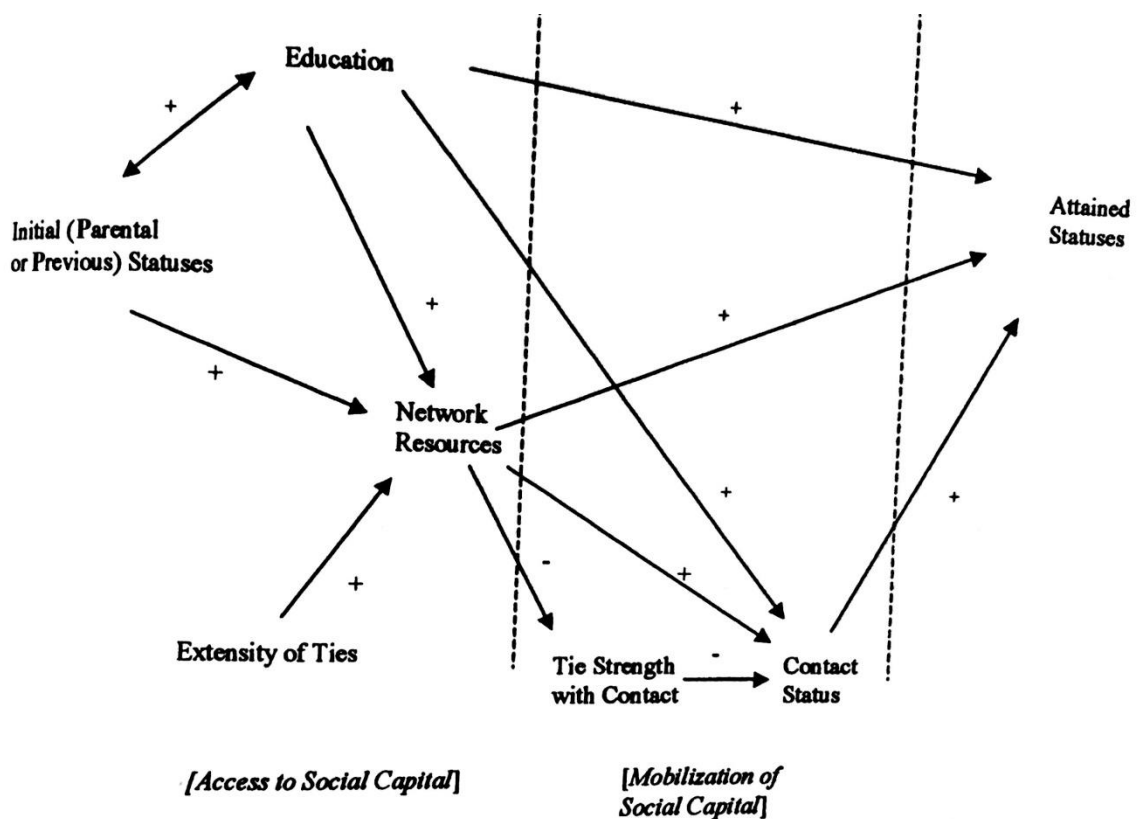 Education
+
+
Initial (Parental
or Previous) Statuses
Attained
Statuses
+
+
+
Network
Resources
+
+
-
+
+
Extensity of Ties
-
Tie Strength
with Contact
Contact
Status
[Access to Social Capital]
[Mobilization of
Social Capital]